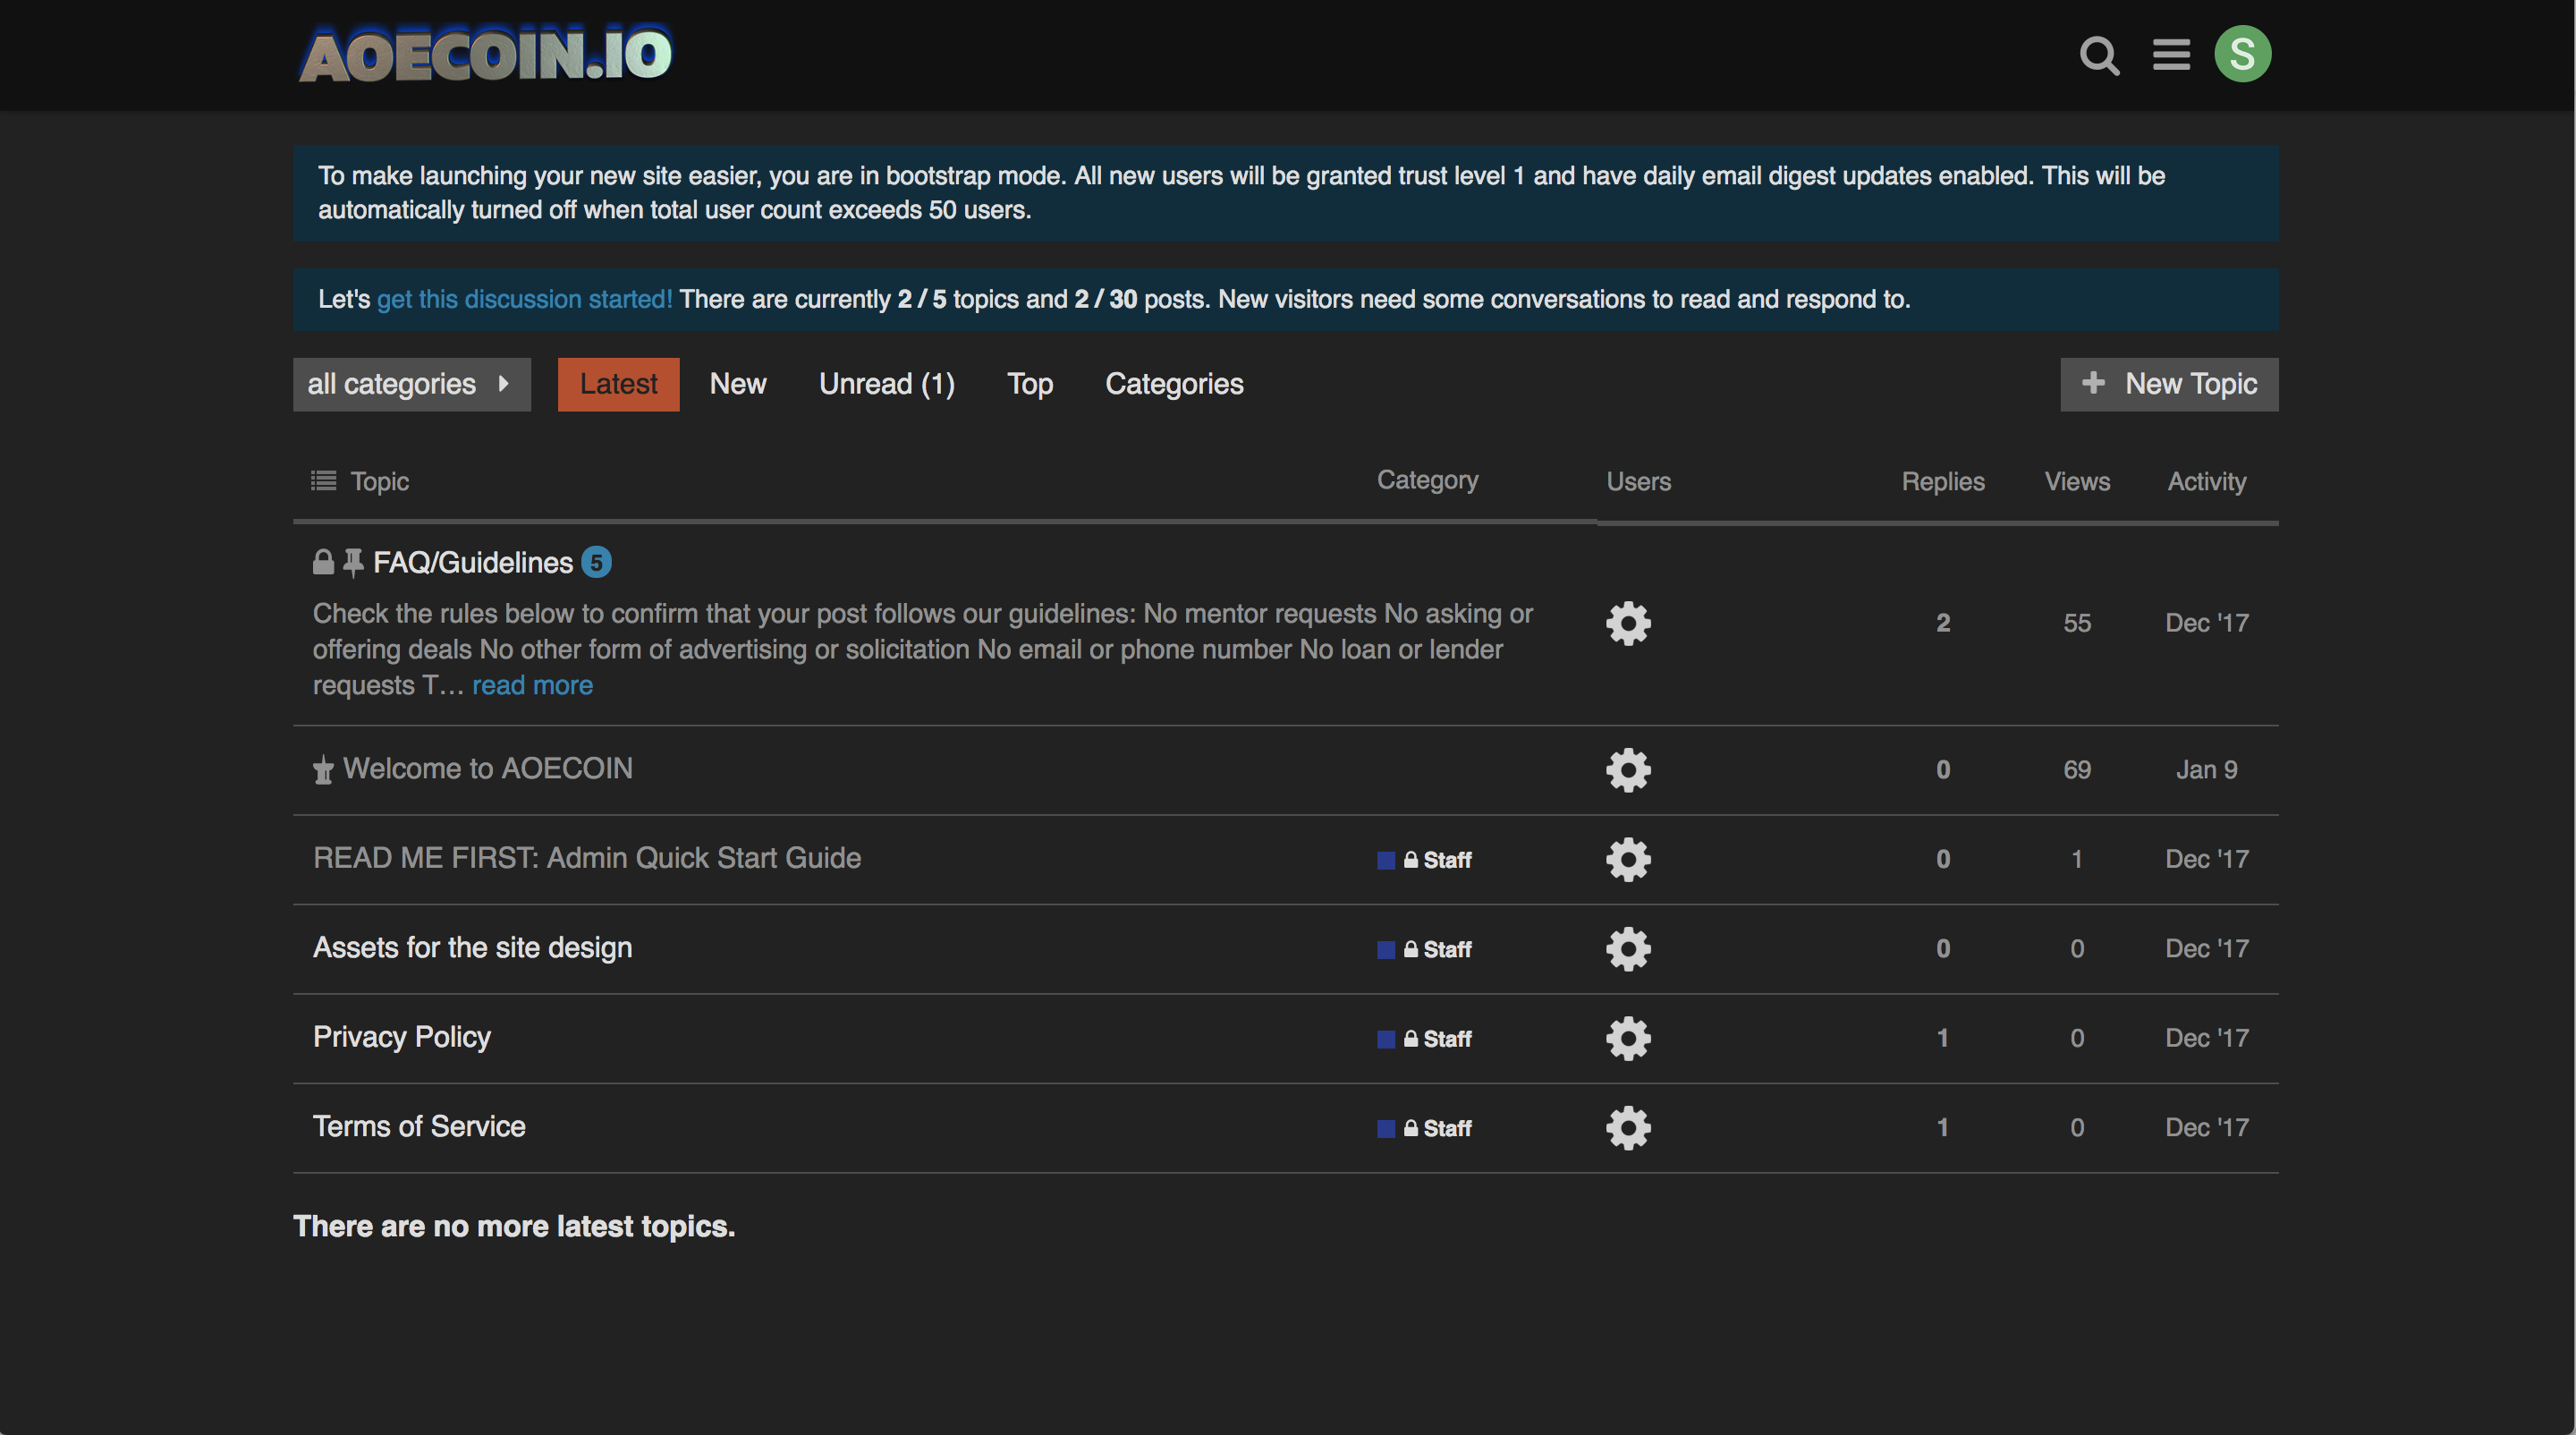 AOECOIN.IO
S
To make launching your new site easier, you are in bootstrap mode. All new users will be granted trust level 1 and have daily email digest updates enabled. This will be
automatically turned off when total user count exceeds 50 users.
Let's get this discussion started! There are currently 2 / 5 topics and 2 / 30 posts. New visitors need some conversations to read and respond to.
all categories Latest New Unread (1) Top Categories + New Topic
Topic Category Users Replies Views Activity
FAQ/Guidelines 5
Check the rules below to confirm that your post follows our guidelines: No mentor requests No asking or
offering deals No other form of advertising or solicitation No email or phone number No loan or lender
requests T… read more
2 55 Dec '17
Welcome to AOECOIN 0 69 Jan 9
READ ME FIRST: Admin Quick Start Guide Staff 0 1 Dec '17
Assets for the site design Staff 0 0 Dec '17
Privacy Policy Staff 1 0 Dec '17
Terms of Service Staff 1 0 Dec '17
There are no more latest topics.